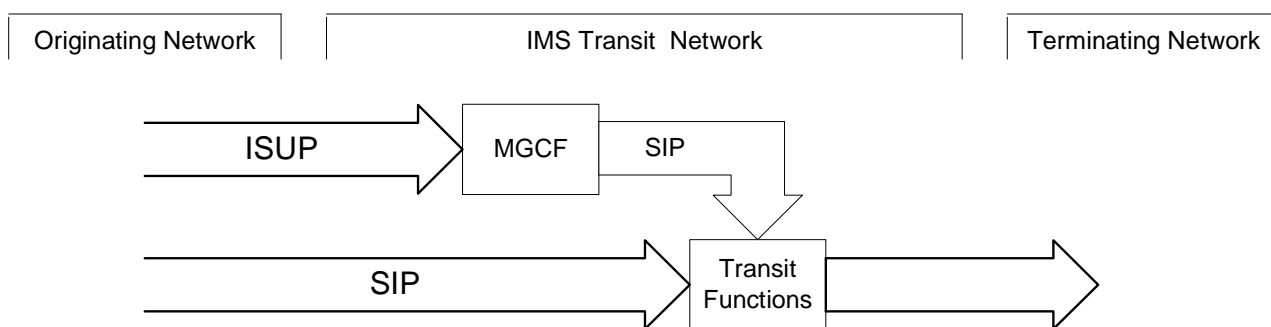 Originating Network
IMS Transit Network
Terminating Network
ISUP
MGCF
SIP
SIP
Transit
Functions